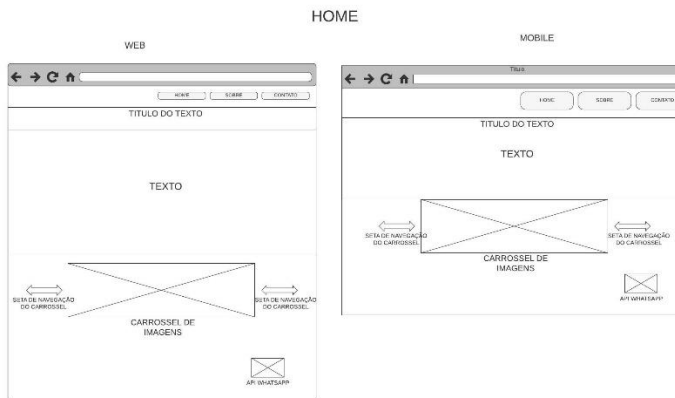 HOME
WEB
HOME
SOBRE
CONTATO
TITULO DO TEXTO
TEXTO
SETA DE NAVEGAÇÃO
DO CARROSSEL
SETA DE NAVEGAÇÃO
DO CARROSSEL
CARROSSEL DE
IMAGENS
API WHATSAPP
MOBILE
Titulo
HOME
SOBRE
CONTATO
TITULO DO TEXTO
TEXTO
SETA DE NAVEGAÇÃO
DO CARROSSEL
SETA DE NAVEGAÇÃO
DO CARROSSEL
CARROSSEL DE
IMAGENS
API WHATSAPP